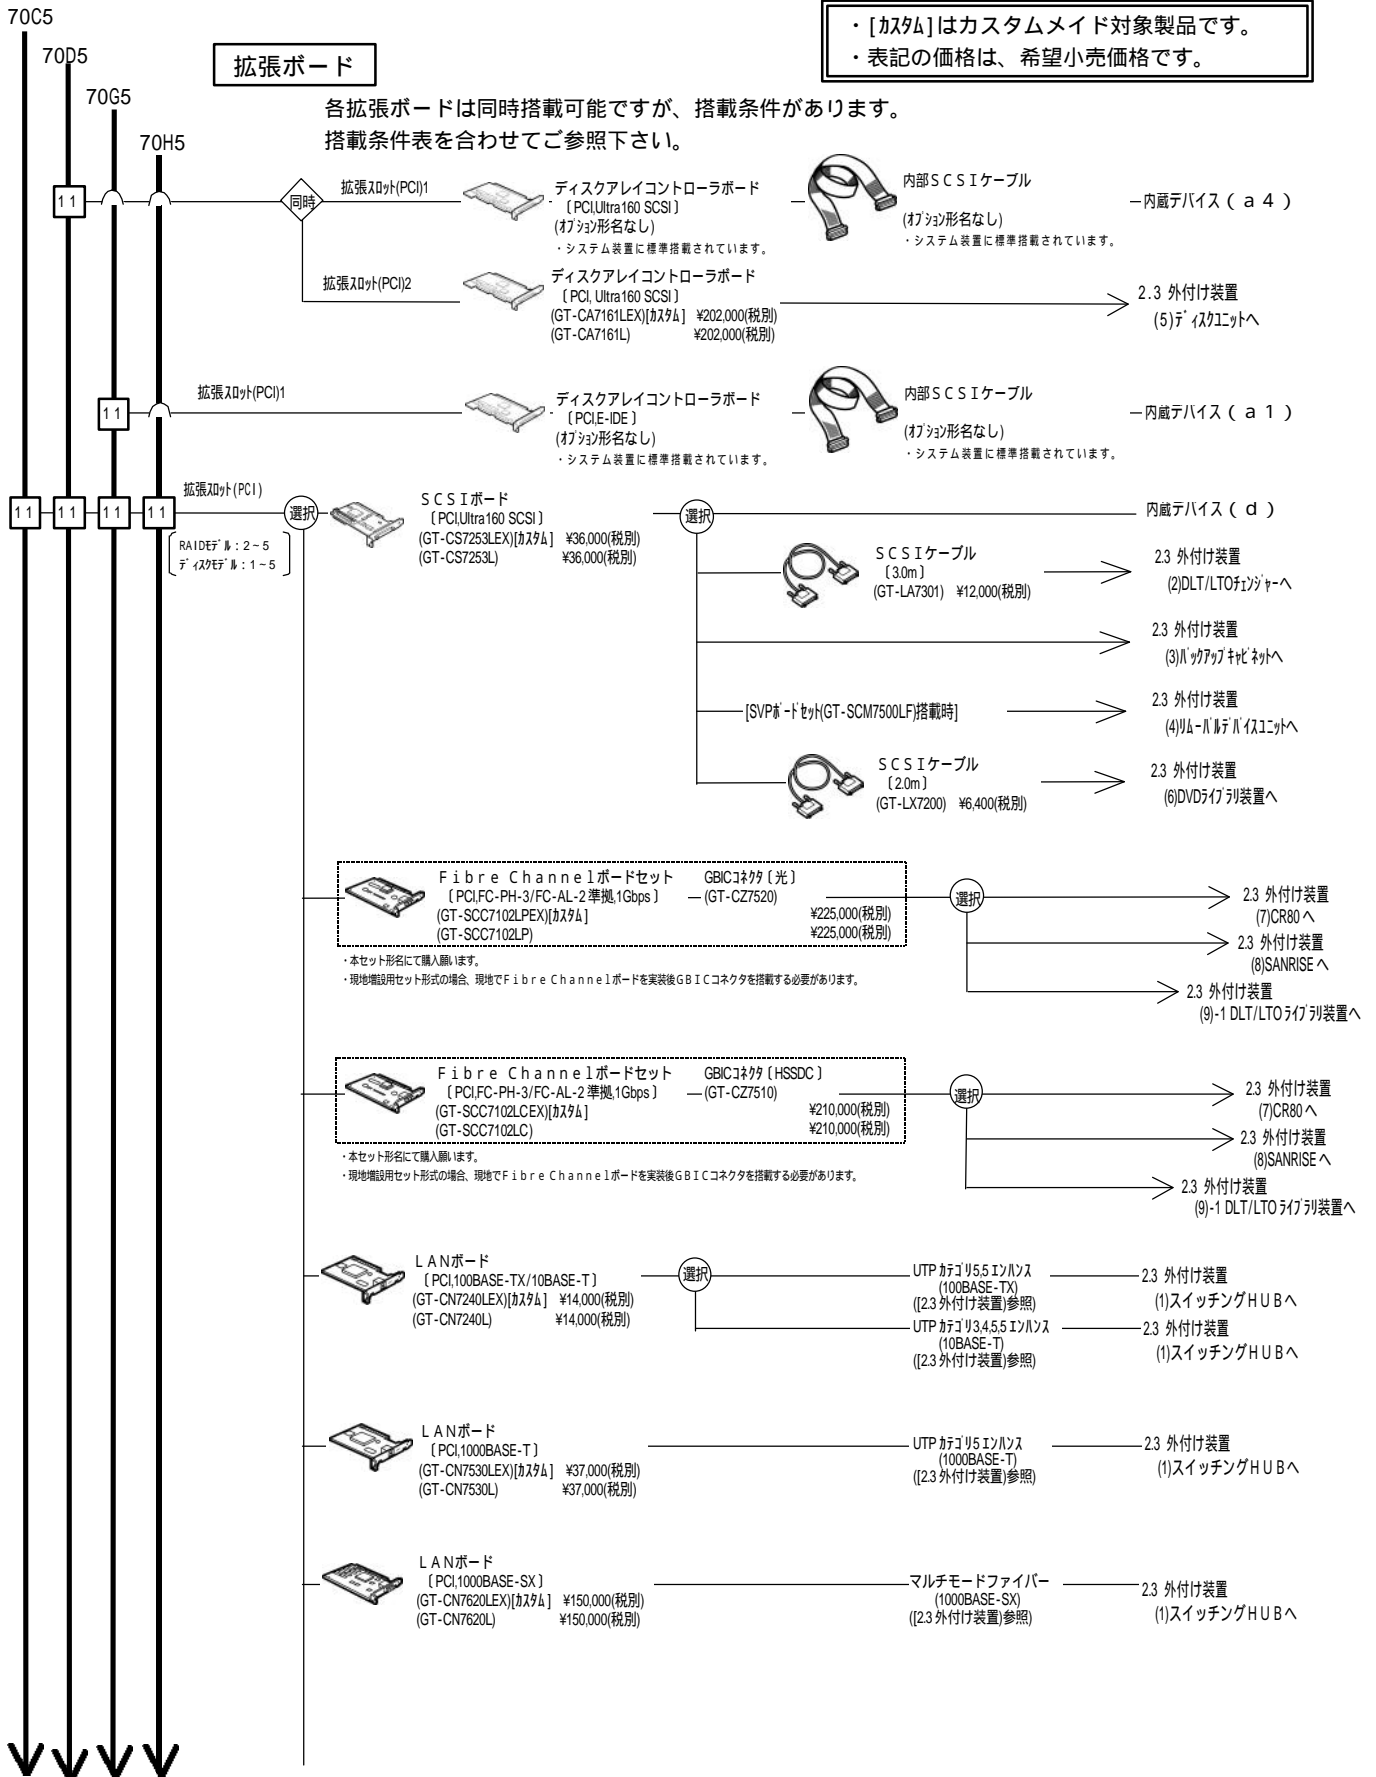 70C5
70D5
70G5
70H5
拡張ボード
・[ｶｽﾀﾑ]はカスタムメイド対象製品です。
・表記の価格は、希望小売価格です。
各拡張ボードは同時搭載可能ですが、搭載条件があります。
搭載条件表を合わせてご参照下さい。
11
同時
拡張ｽﾛｯﾄ(PCI)1
ディスクアレイコントローラボード
〔PCI,Ultra160 SCSI〕
(ｵﾌﾟｼｮﾝ形名なし)
・システム装置に標準搭載されています。
内部ＳＣＳＩケーブル
(ｵﾌﾟｼｮﾝ形名なし)
・システム装置に標準搭載されています。
内蔵デバイス（ａ４）
拡張ｽﾛｯﾄ(PCI)2
ディスクアレイコントローラボード
〔PCI, Ultra160 SCSI〕
(GT-CA7161LEX)[ｶｽﾀﾑ] ¥202,000(税別)
(GT-CA7161L) ¥202,000(税別)
2.3 外付け装置
(5)ﾃﾞｨｽｸﾕﾆｯﾄへ
11
拡張ｽﾛｯﾄ(PCI)1
ディスクアレイコントローラボード
〔PCI,E-IDE〕
(ｵﾌﾟｼｮﾝ形名なし)
・システム装置に標準搭載されています。
内部ＳＣＳＩケーブル
(ｵﾌﾟｼｮﾝ形名なし)
・システム装置に標準搭載されています。
内蔵デバイス（ａ１）
11 11 11 11
拡張ｽﾛｯﾄ(PCI)
RAIDﾓﾃﾞﾙ：2~5
ﾃﾞｨｽｸﾓﾃﾞﾙ：1~5
選択
ＳＣＳＩボード
〔PCI,Ultra160 SCSI〕
(GT-CS7253LEX)[ｶｽﾀﾑ] ¥36,000(税別)
(GT-CS7253L) ¥36,000(税別)
選択
内蔵デバイス（ｄ）
ＳＣＳＩケーブル
〔3.0m〕
(GT-LA7301) ¥12,000(税別)
2.3 外付け装置
(2)DLT/LTOﾁｪﾝｼﾞｬｰへ
2.3 外付け装置
(3)ﾊﾞｯｸｱｯﾌﾟｷｬﾋﾞﾈｯﾄへ
[SVPﾎﾞｰﾄﾞｾｯﾄ(GT-SCM7500LF)搭載時]
2.3 外付け装置
(4)ﾘﾑｰﾊﾞﾙﾃﾞﾊﾞｲｽﾕﾆｯﾄへ
ＳＣＳＩケーブル
〔2.0m〕
(GT-LX7200) ¥6,400(税別)
2.3 外付け装置
(6)DVDﾗｲﾌﾞﾗﾘ装置へ
Ｆｉｂｒｅ Ｃｈａｎｎｅｌボードセット
〔PCI,FC-PH-3/FC-AL-2準拠,1Gbps〕
(GT-SCC7102LPEX)[ｶｽﾀﾑ]
(GT-SCC7102LP)
GBICｺﾈｸﾀ〔光〕
(GT-CZ7520)
¥225,000(税別)
¥225,000(税別)
選択
2.3 外付け装置
(7)CR80へ
2.3 外付け装置
(8)SANRISEへ
2.3 外付け装置
(9)-1 DLT/LTOﾗｲﾌﾞﾗﾘ装置へ
・本セット形名にて購入願います。
・現地増設用セット形式の場合、現地でＦｉｂｒｅ Ｃｈａｎｎｅｌボードを実装後ＧＢＩＣコネクタを搭載する必要があります。
Ｆｉｂｒｅ Ｃｈａｎｎｅｌボードセット
〔PCI,FC-PH-3/FC-AL-2準拠,1Gbps〕
(GT-SCC7102LCEX)[ｶｽﾀﾑ]
(GT-SCC7102LC)
GBICｺﾈｸﾀ〔HSSDC〕
(GT-CZ7510)
¥210,000(税別)
¥210,000(税別)
選択
2.3 外付け装置
(7)CR80へ
2.3 外付け装置
(8)SANRISEへ
2.3 外付け装置
(9)-1 DLT/LTOﾗｲﾌﾞﾗﾘ装置へ
・本セット形名にて購入願います。
・現地増設用セット形式の場合、現地でＦｉｂｒｅ Ｃｈａｎｎｅｌボードを実装後ＧＢＩＣコネクタを搭載する必要があります。
ＬＡＮボード
〔PCI,100BASE-TX/10BASE-T〕
(GT-CN7240LEX)[ｶｽﾀﾑ] ¥14,000(税別)
(GT-CN7240L) ¥14,000(税別)
選択
UTPｶﾃｺﾞﾘ5,5ｴﾝﾊﾝｽ
(100BASE-TX)
([2.3外付け装置)参照)
2.3 外付け装置
(1)スイッチングＨＵＢへ
UTPｶﾃｺﾞﾘ3,4,5,5ｴﾝﾊﾝｽ
(10BASE-T)
([2.3外付け装置)参照)
2.3 外付け装置
(1)スイッチングＨＵＢへ
ＬＡＮボード
〔PCI,1000BASE-T〕
(GT-CN7530LEX)[ｶｽﾀﾑ] ¥37,000(税別)
(GT-CN7530L) ¥37,000(税別)
UTPｶﾃｺﾞﾘ5ｴﾝﾊﾝｽ
(1000BASE-T)
([2.3外付け装置)参照)
2.3 外付け装置
(1)スイッチングＨＵＢへ
ＬＡＮボード
〔PCI,1000BASE-SX〕
(GT-CN7620LEX)[ｶｽﾀﾑ] ¥150,000(税別)
(GT-CN7620L) ¥150,000(税別)
マルチモードファイバー
(1000BASE-SX)
([2.3外付け装置)参照)
2.3 外付け装置
(1)スイッチングＨＵＢへ